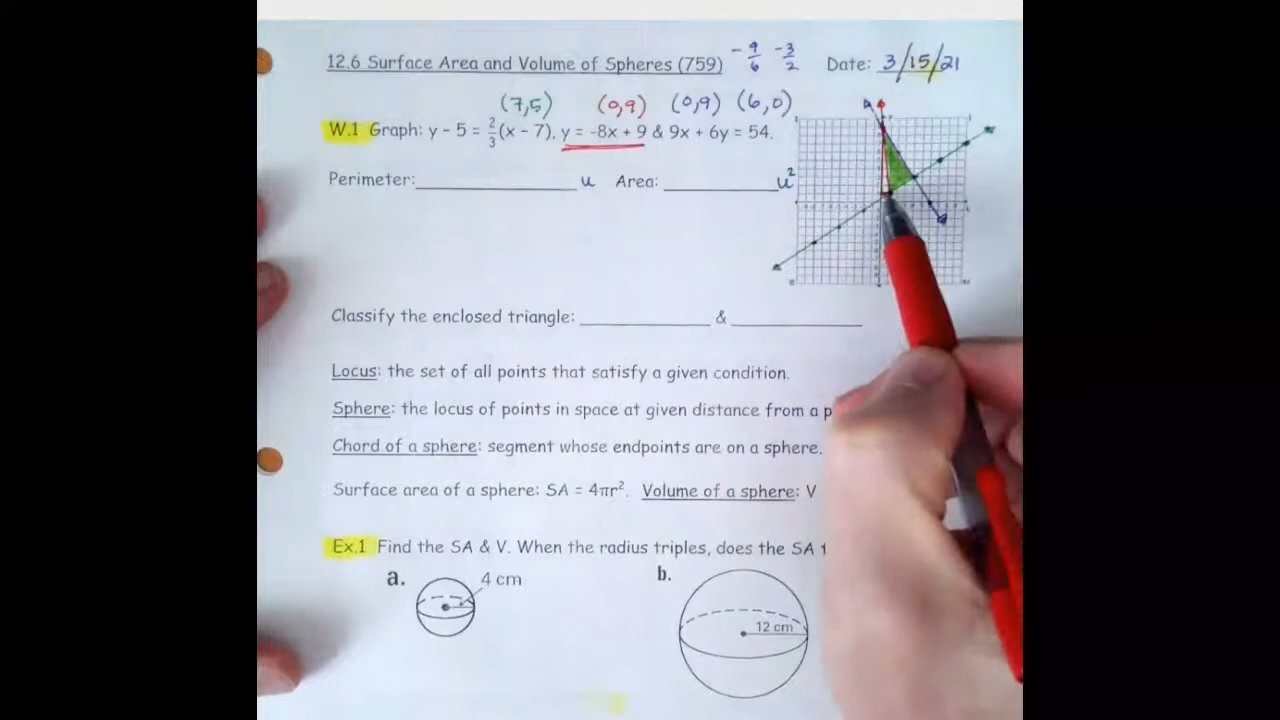 12.6 Surface Area and Volume of Spheres (759) -9/6 -3/2 Date: 3/15/21
(7,5) (0,9) (0,9) (6,0)
W.1 Graph: y - 5 = 2/3(x - 7), y = -8x + 9 & 9x + 6y = 54.
Perimeter: u Area: u²
Classify the enclosed triangle: &
Locus: the set of all points that satisfy a given condition.
Sphere: the locus of points in space at given distance from a p
Chord of a sphere: segment whose endpoints are on a sphere.
Surface area of a sphere: SA = 4πr². Volume of a sphere: V
Ex.1 Find the SA & V. When the radius triples, does the SA
a. 4 cm b. 12 cm